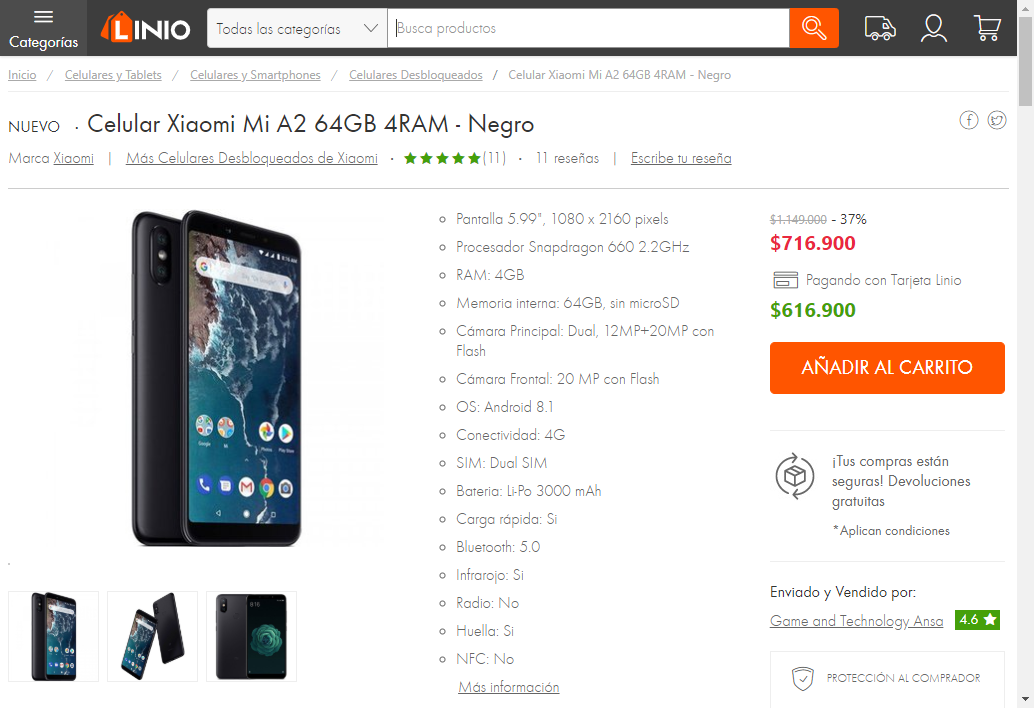 Categorías
LINIO
Todas las categorías
Busca productos
Inicio / Celulares y Tablets / Celulares y Smartphones / Celulares Desbloqueados / Celular Xiaomi Mi A2 64GB 4RAM - Negro
NUEVO · Celular Xiaomi Mi A2 64GB 4RAM - Negro
Marca Xiaomi | Más Celulares Desbloqueados de Xiaomi · (11) · 11 reseñas | Escribe tu reseña
Pantalla 5.99", 1080 x 2160 pixels
Procesador Snapdragon 660 2.2GHz
RAM: 4GB
Memoria interna: 64GB, sin microSD
Cámara Principal: Dual, 12MP+20MP con
Flash
Cámara Frontal: 20 MP con Flash
OS: Android 8.1
Conectividad: 4G
SIM: Dual SIM
Bateria: Li-Po 3000 mAh
Carga rápida: Si
Bluetooth: 5.0
Infrarojo: Si
Radio: No
Huella: Si
NFC: No
Más información
$1.149.000 - 37%
$716.900
Pagando con Tarjeta Linio
$616.900
AÑADIR AL CARRITO
¡Tus compras están
seguras! Devoluciones
gratuitas
*Aplican condiciones
Enviado y Vendido por:
Game and Technology Ansa 4.6
PROTECCIÓN AL COMPRADOR